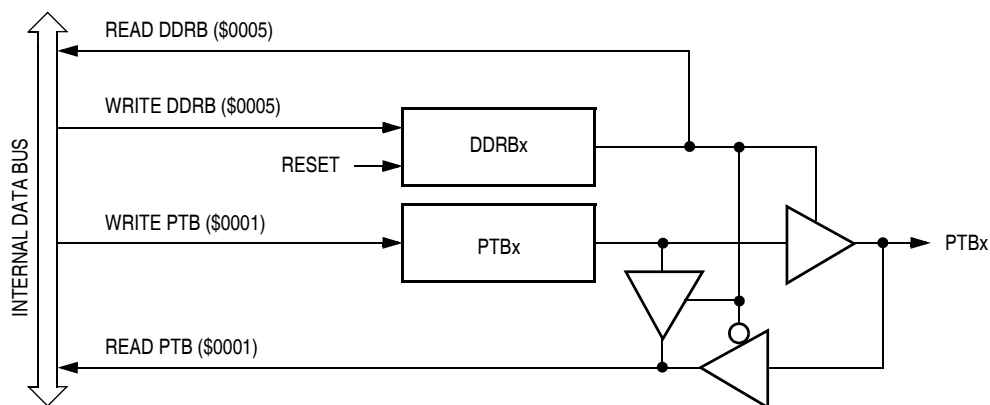 READ DDRB ($0005)
WRITE DDRB ($0005)
DDRBx
RESET
WRITE PTB ($0001)
PTBx
PTBx
READ PTB ($0001)
INTERNAL DATA BUS